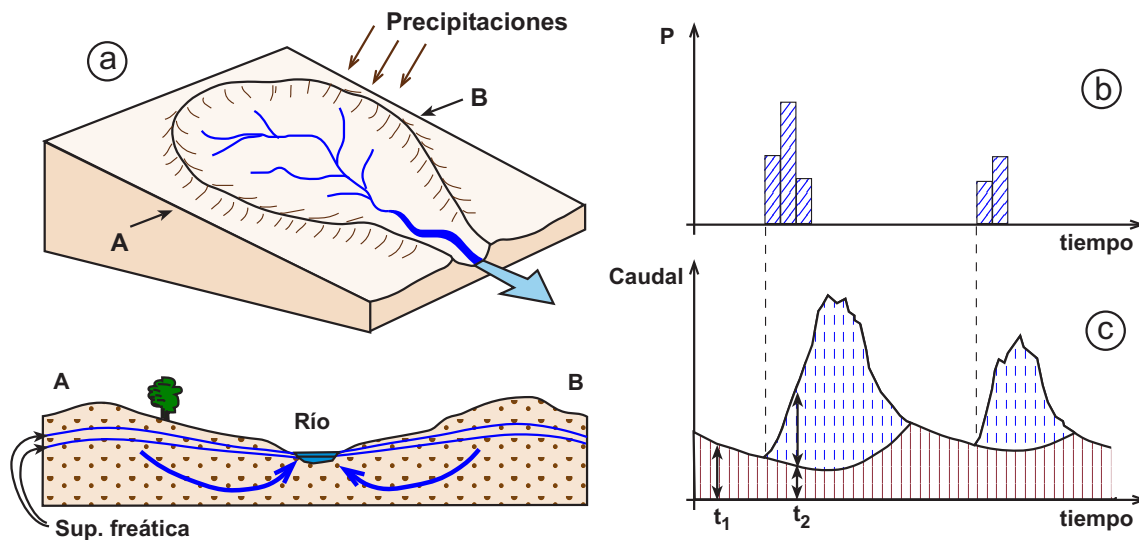 a
Precipitaciones
B
A
A
B
Río
Sup. freática
P
b
tiempo
Caudal
c
t1
t2
tiempo